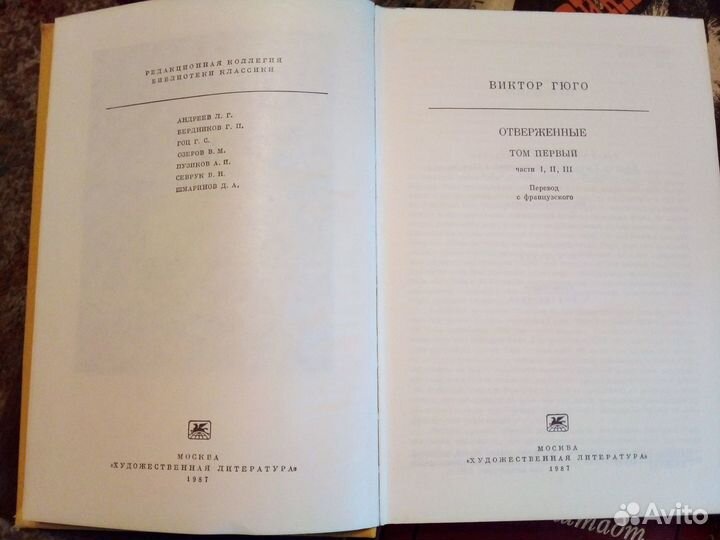 РЕДАКЦИОННАЯ КОЛЛЕГИЯ
БИБЛИОТЕКИ КЛАССИКИ
АНДРЕЕВ Л. Г.
БЕРДНИКОВ Г. П.
ГОЦ Г. С.
ОЗЕРОВ В. М.
ПУЗИКОВ А. И.
СЕВРУК В. Н.
ШМАРИНОВ Д. А.
МОСКВА
«ХУДОЖЕСТВЕННАЯ ЛИТЕРАТУРА»
1987
ВИКТОР ГЮГО
ОТВЕРЖЕННЫЕ
ТОМ ПЕРВЫЙ
части I, II, III
Перевод
с французского
МОСКВА
«ХУДОЖЕСТВЕННАЯ ЛИТЕРАТУРА»
1987
Avito